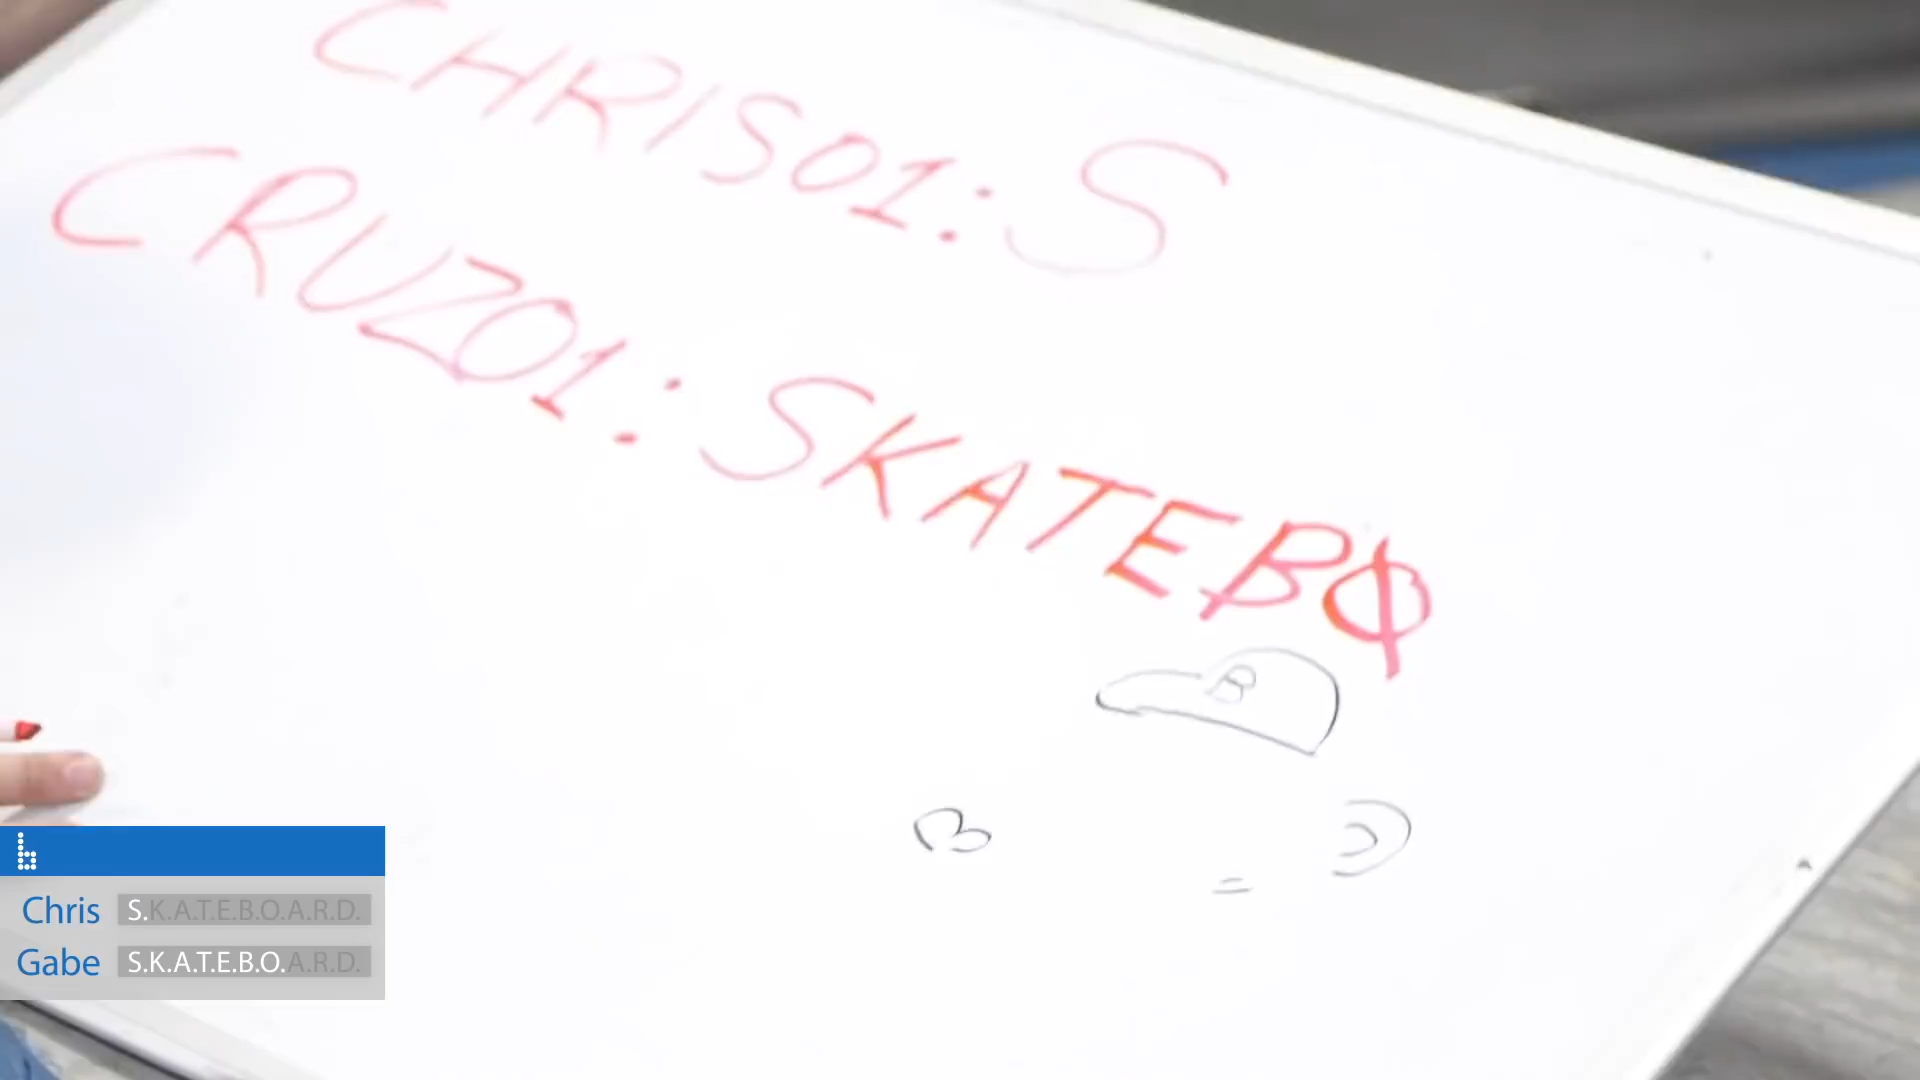 CHRIS01: S
CRUZ01: SKATEBO
B
B
b
Chris S.K.A.T.E.B.O.A.R.D.
Gabe S.K.A.T.E.B.O.A.R.D.